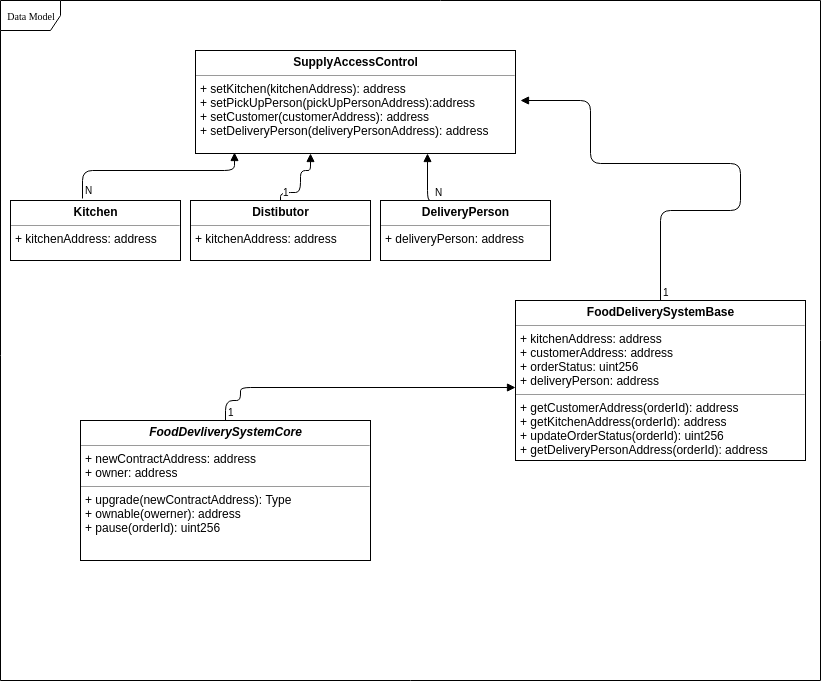 Data Model
SupplyAccessControl
+ setKitchen(kitchenAddress): address
+ setPickUpPerson(pickUpPersonAddress):address
+ setCustomer(customerAddress): address
+ setDeliveryPerson(deliveryPersonAddress): address
N
1
N
Kitchen
+ kitchenAddress: address
Distibutor
+ kitchenAddress: address
DeliveryPerson
+ deliveryPerson: address
1
FoodDeliverySystemBase
+ kitchenAddress: address
+ customerAddress: address
+ orderStatus: uint256
+ deliveryPerson: address
+ getCustomerAddress(orderId): address
+ getKitchenAddress(orderId): address
+ updateOrderStatus(orderId): uint256
+ getDeliveryPersonAddress(orderId): address
1
FoodDevliverySystemCore
+ newContractAddress: address
+ owner: address
+ upgrade(newContractAddress): Type
+ ownable(owerner): address
+ pause(orderId): uint256